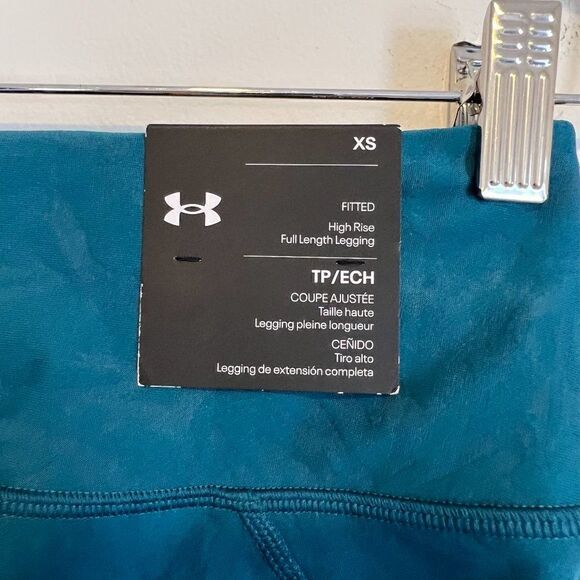 XS
FITTED
High Rise
Full Length Legging
TP/ECH
COUPE AJUSTÉE
Taille haute
Legging pleine longueur
CEÑIDO
Tiro alto
Legging de extensión completa